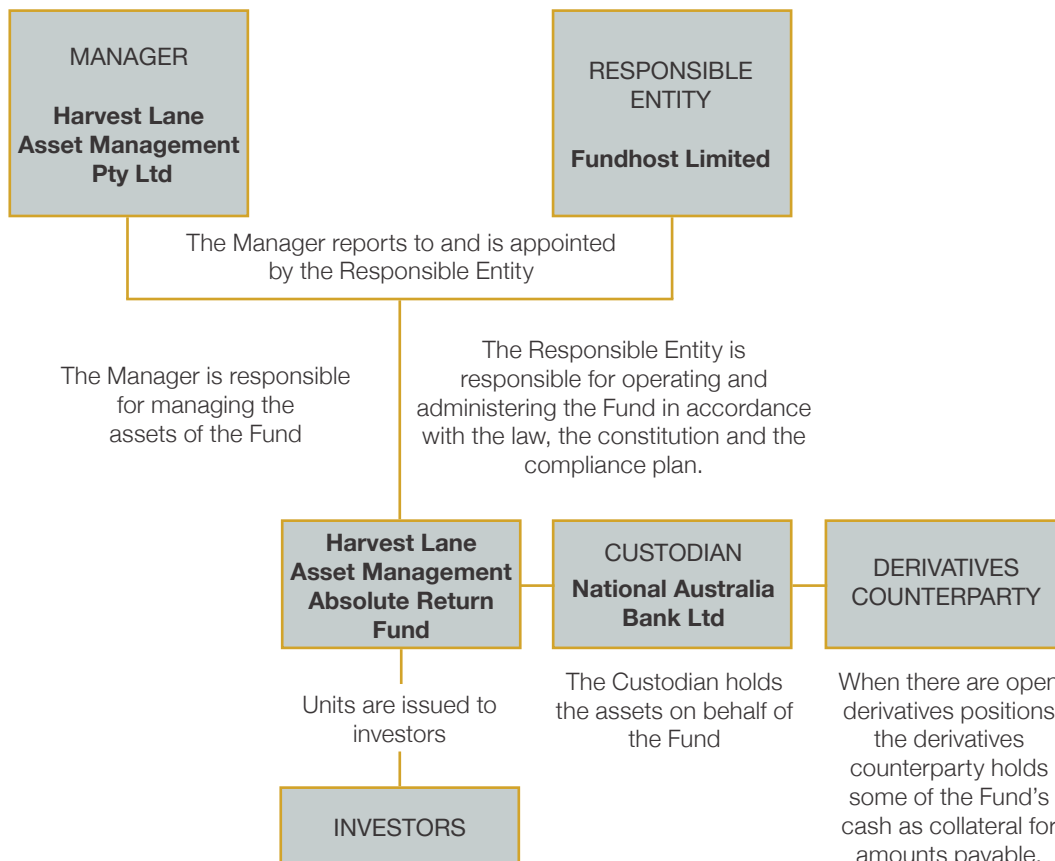 MANAGER
Harvest Lane
Asset Management
Pty Ltd
RESPONSIBLE
ENTITY
Fundhost Limited
The Manager reports to and is appointed
by the Responsible Entity
The Manager is responsible
for managing the
assets of the Fund
The Responsible Entity is
responsible for operating and
administering the Fund in accordance
with the law, the constitution and the
compliance plan.
Harvest Lane
Asset Management
Absolute Return
Fund
CUSTODIAN
National Australia
Bank Ltd
DERIVATIVES
COUNTERPARTY
Units are issued to
investors
The Custodian holds
the assets on behalf of
the Fund
When there are open
derivatives positions
the derivatives
counterparty holds
some of the Fund’s
cash as collateral for
amounts payable.
INVESTORS